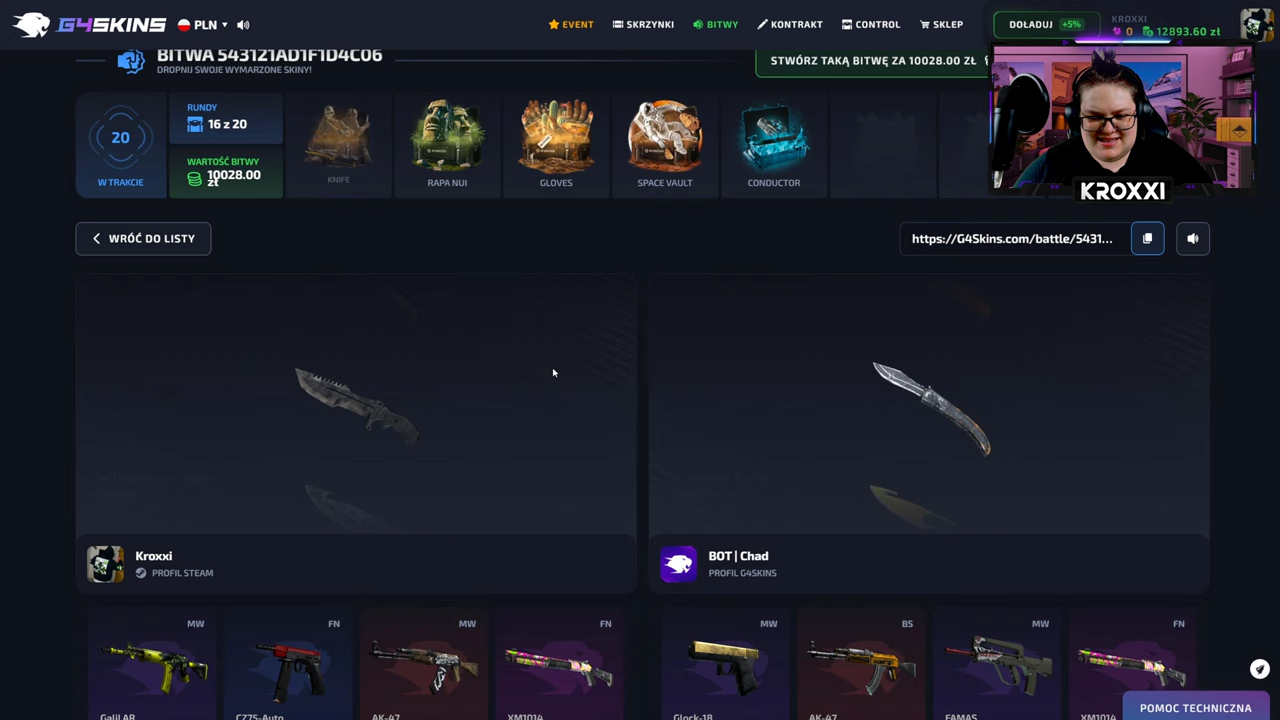 G4SKINS
PLN
EVENT
SKRZYNKI
BITWY
KONTRAKT
CONTROL
SKLEP
DOŁADUJ +5%
KROXXI
0 12893.60 zł
BITWA 543121AD1F1D4C06
DROPNIJ SWOJE WYMARZONE SKINY!
STWÓRZ TAKĄ BITWĘ ZA 10028.00 ZŁ
KROXXI
20
W TRAKCIE
RUNDY
16 z 20
WARTOŚĆ BITWY
10028.00
zł
KNIFE
RAPA NUI
GLOVES
SPACE VAULT
CONDUCTOR
WRÓĆ DO LISTY
https://G4Skins.com/battle/5431...
Kroxxi
PROFIL STEAM
BOT | Chad
PROFIL G4SKINS
MW
FN
MW
FN
MW
BS
MW
FN
Galil AR
CZ75-Auto
AK-47
XM1014
Glock-18
AK-47
FAMAS
XM1014
POMOC TECHNICZNA